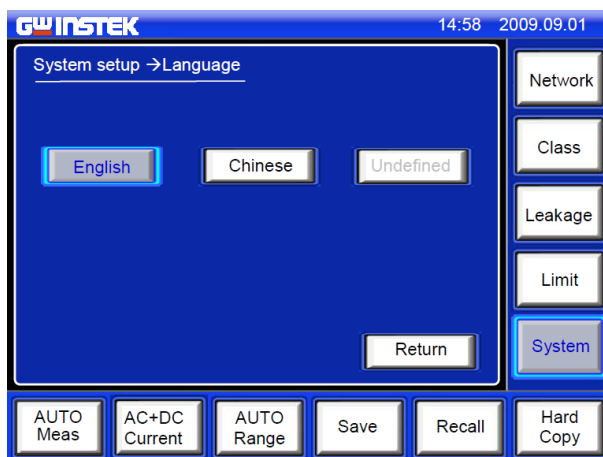 GWINSTEK 14:58 2009.09.01
System setup →Language
Network
English Chinese Undefined
Class
Leakage
Limit
Return
System
AUTO Meas
AC+DC Current
AUTO Range
Save
Recall
Hard Copy